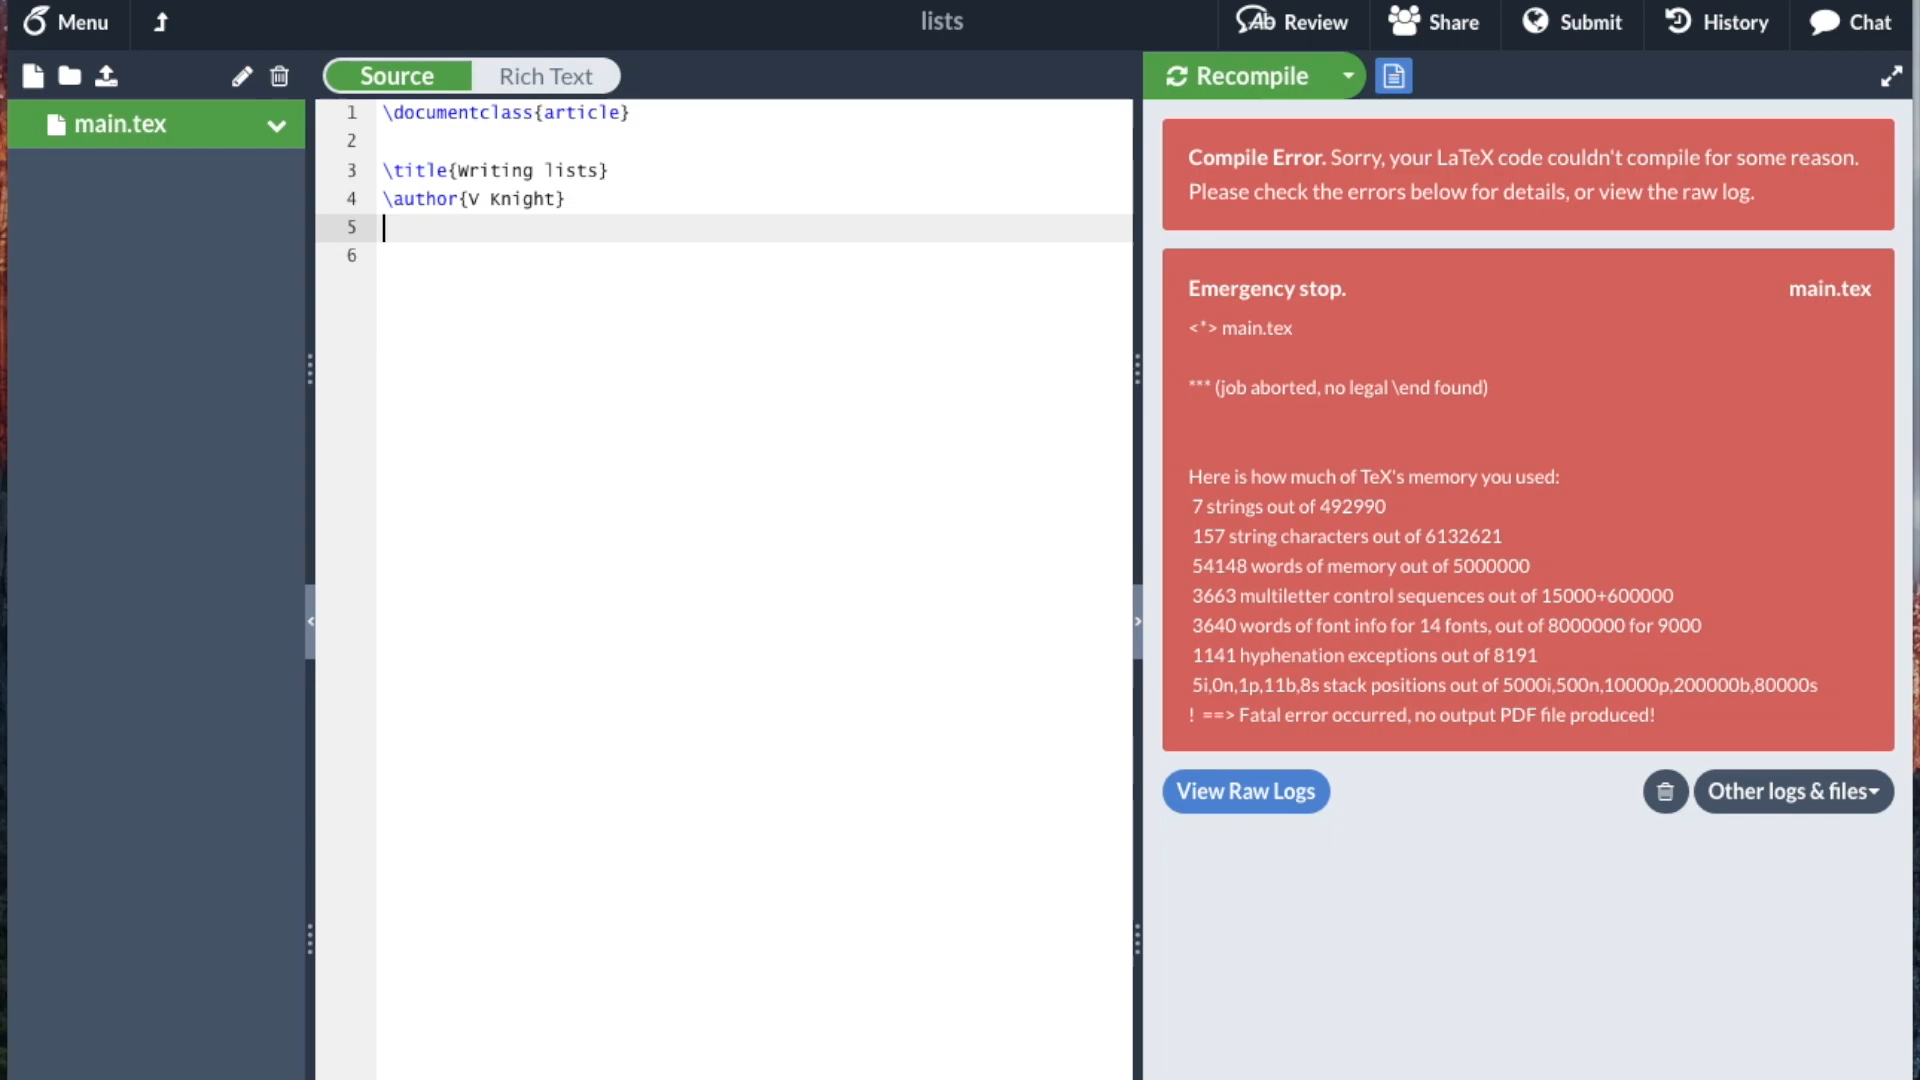 Menu
lists
Review
Share
Submit
History
Chat
Source
Rich Text
Recompile
main.tex
1 \documentclass{article}
2
3 \title{Writing lists}
4 \author{V Knight}
5
6
Compile Error. Sorry, your LaTeX code couldn't compile for some reason.
Please check the errors below for details, or view the raw log.
Emergency stop. main.tex
<*> main.tex
*** (job aborted, no legal \end found)
Here is how much of TeX's memory you used:
7 strings out of 492990
157 string characters out of 6132621
54148 words of memory out of 5000000
3663 multiletter control sequences out of 15000+600000
3640 words of font info for 14 fonts, out of 8000000 for 9000
1141 hyphenation exceptions out of 8191
5i,0n,1p,11b,8s stack positions out of 5000i,500n,10000p,200000b,80000s
! ==> Fatal error occurred, no output PDF file produced!
View Raw Logs
Other logs & files